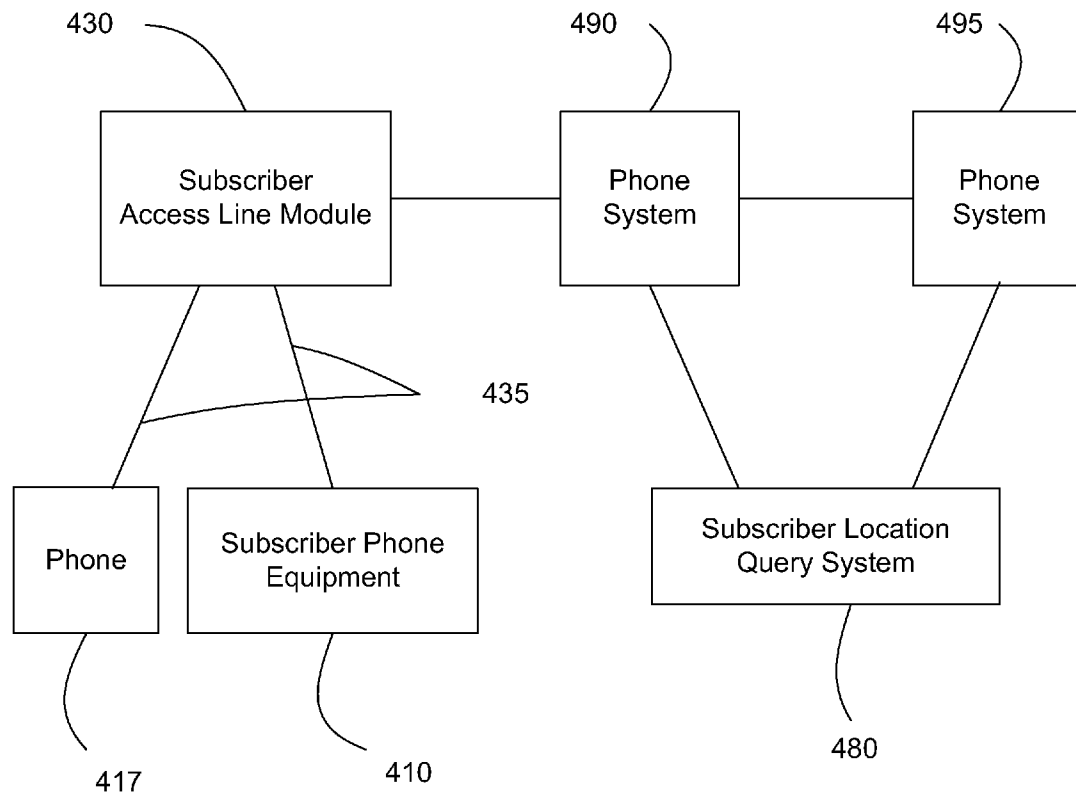 430
490
495
Subscriber
Access Line Module
Phone
System
Phone
System
435
Phone
Subscriber Phone
Equipment
Subscriber Location
Query System
417
410
480